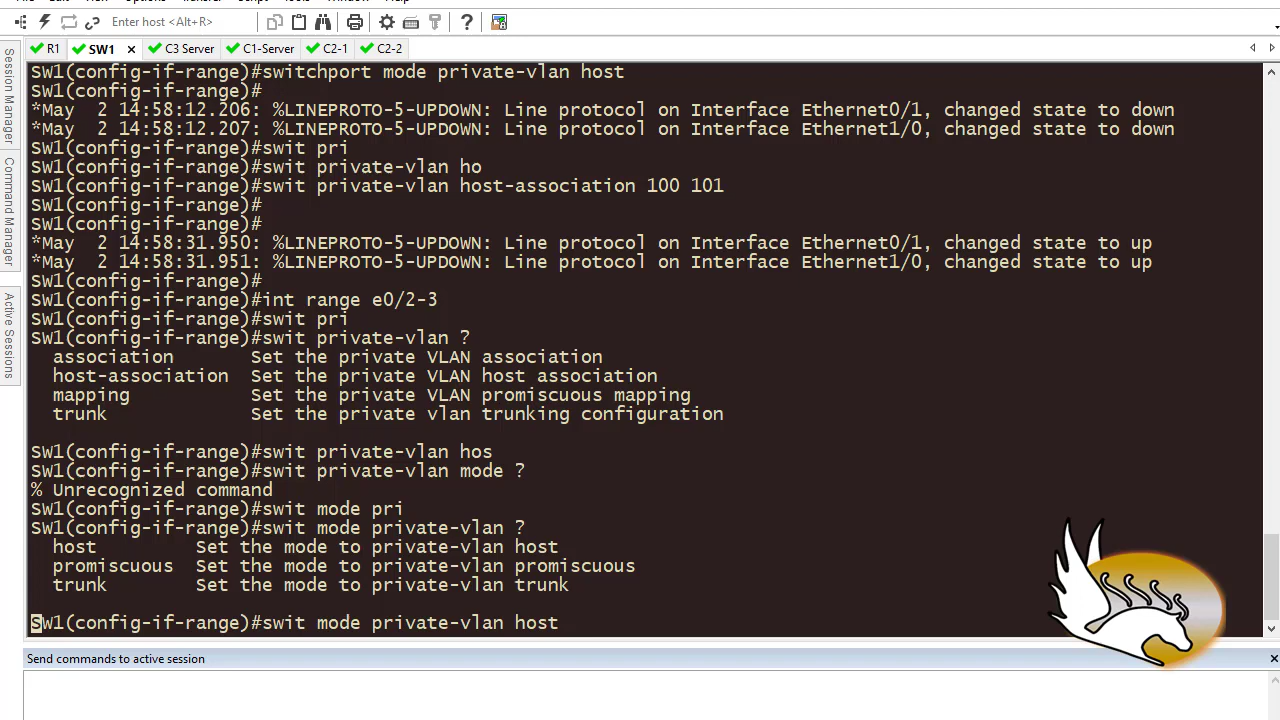 Enter host <Alt+R>
R1 SW1 × C3 Server C1-Server C2-1 C2-2
Session Manager
Command Manager
Active Sessions
SW1(config-if-range)#switchport mode private-vlan host
SW1(config-if-range)#
*May  2 14:58:12.206: %LINEPROTO-5-UPDOWN: Line protocol on Interface Ethernet0/1, changed state to down
*May  2 14:58:12.207: %LINEPROTO-5-UPDOWN: Line protocol on Interface Ethernet1/0, changed state to down
SW1(config-if-range)#swit pri
SW1(config-if-range)#swit private-vlan ho
SW1(config-if-range)#swit private-vlan host-association 100 101
SW1(config-if-range)#
SW1(config-if-range)#
*May  2 14:58:31.950: %LINEPROTO-5-UPDOWN: Line protocol on Interface Ethernet0/1, changed state to up
*May  2 14:58:31.951: %LINEPROTO-5-UPDOWN: Line protocol on Interface Ethernet1/0, changed state to up
SW1(config-if-range)#
SW1(config-if-range)#int range e0/2-3
SW1(config-if-range)#swit pri
SW1(config-if-range)#swit private-vlan ?
  association       Set the private VLAN association
  host-association  Set the private VLAN host association
  mapping           Set the private VLAN promiscuous mapping
  trunk             Set the private vlan trunking configuration
SW1(config-if-range)#swit private-vlan hos
SW1(config-if-range)#swit private-vlan mode ?
% Unrecognized command
SW1(config-if-range)#swit mode pri
SW1(config-if-range)#swit mode private-vlan ?
  host         Set the mode to private-vlan host
  promiscuous  Set the mode to private-vlan promiscuous
  trunk        Set the mode to private-vlan trunk
SW1(config-if-range)#swit mode private-vlan host
Send commands to active session